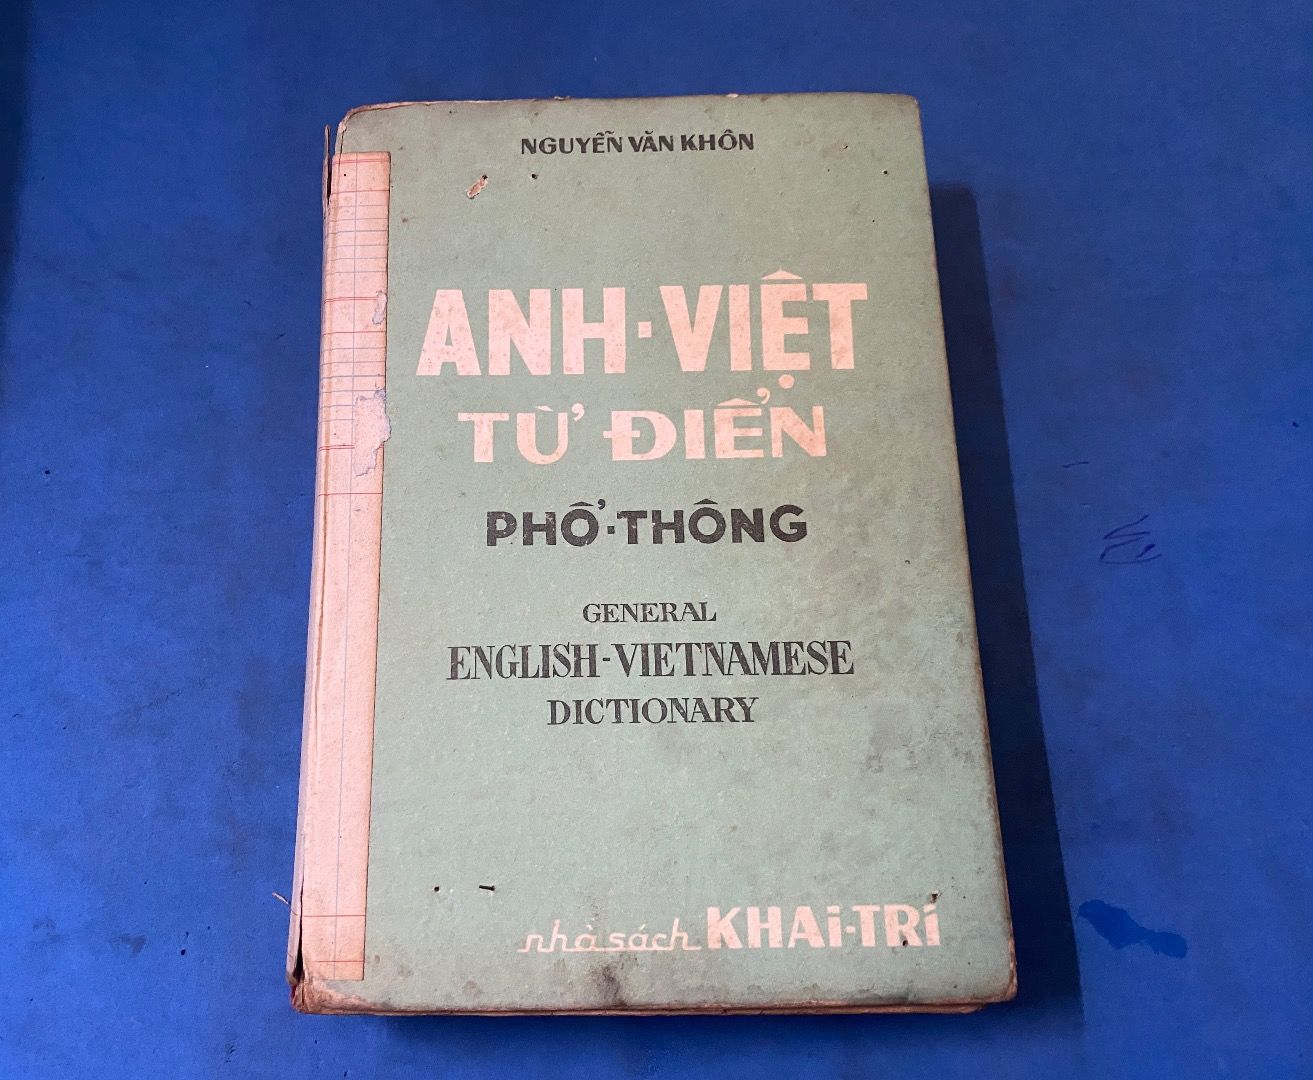 NGUYỄN VĂN KHÔN
ANH-VIỆT
TỪ ĐIỂN
PHỔ-THÔNG
GENERAL
ENGLISH-VIETNAMESE
DICTIONARY
nhà sách KHAi-TRí